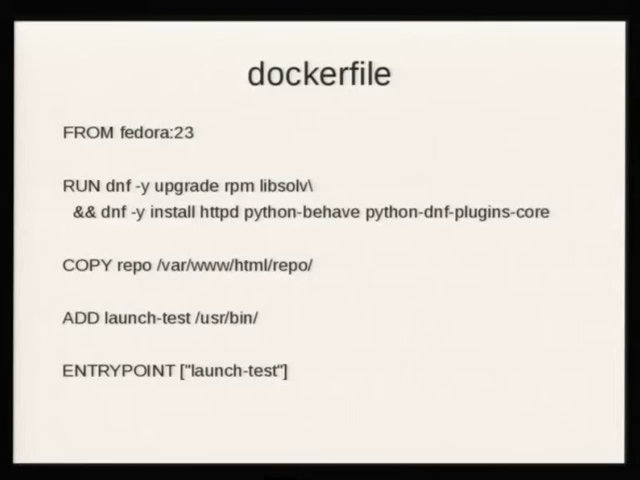 dockerfile
FROM fedora:23
RUN dnf -y upgrade rpm libsolv\
&& dnf -y install httpd python-behave python-dnf-plugins-core
COPY repo /var/www/html/repo/
ADD launch-test /usr/bin/
ENTRYPOINT ["launch-test"]